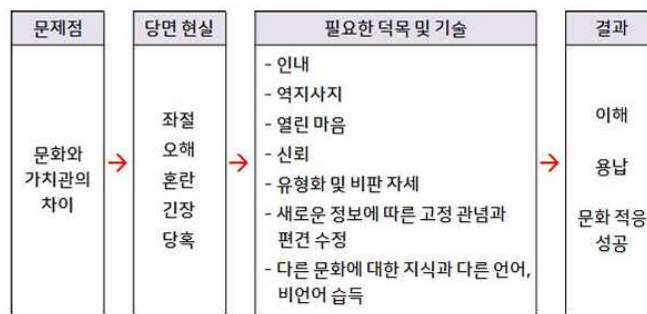 문제점
문화와
가치관의
차이
당면 현실
좌절
오해
혼란
긴장
당혹
필요한 덕목 및 기술
- 인내
- 역지사지
- 열린 마음
- 신뢰
- 유형화 및 비판 자세
- 새로운 정보에 따른 고정 관념과
편견 수정
- 다른 문화에 대한 지식과 다른 언어,
비언어 습득
결과
이해
용납
문화 적응
성공